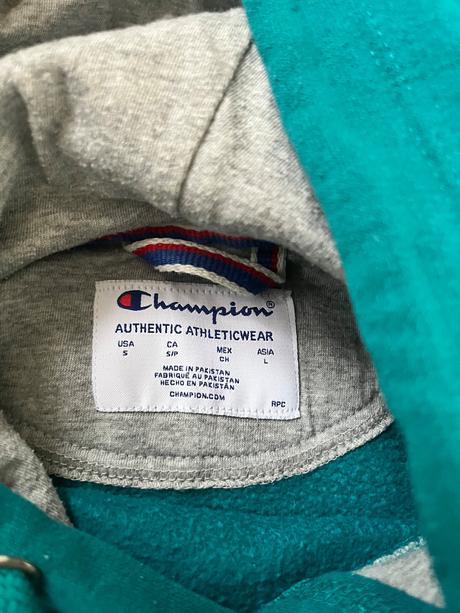 Champion®
AUTHENTIC ATHLETICWEAR
USA CA MEX ASIA
S S/P CH L
MADE IN PAKISTAN
FABRIQUÉ AU PAKISTAN
HECHO EN PAKISTÁN
CHAMPION.COM
RPC